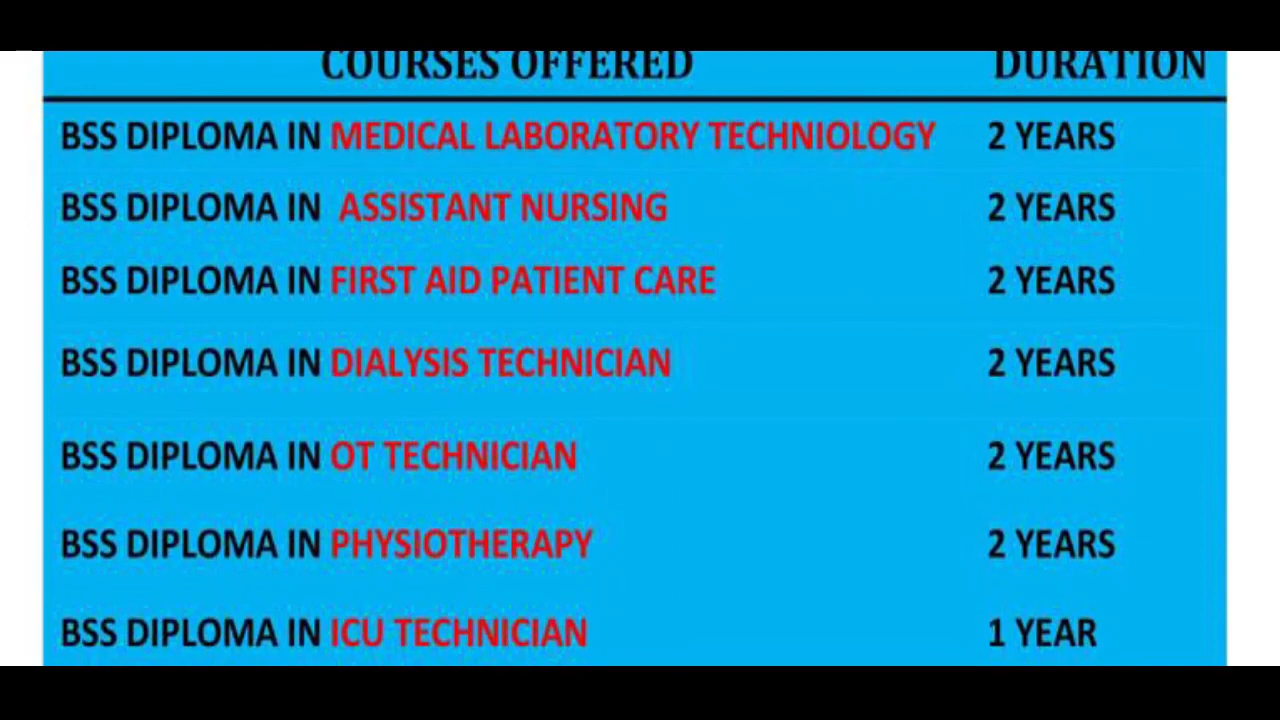 COURSES OFFERED DURATION
BSS DIPLOMA IN MEDICAL LABORATORY TECHNIOLOGY 2 YEARS
BSS DIPLOMA IN ASSISTANT NURSING 2 YEARS
BSS DIPLOMA IN FIRST AID PATIENT CARE 2 YEARS
BSS DIPLOMA IN DIALYSIS TECHNICIAN 2 YEARS
BSS DIPLOMA IN OT TECHNICIAN 2 YEARS
BSS DIPLOMA IN PHYSIOTHERAPY 2 YEARS
BSS DIPLOMA IN ICU TECHNICIAN 1 YEAR